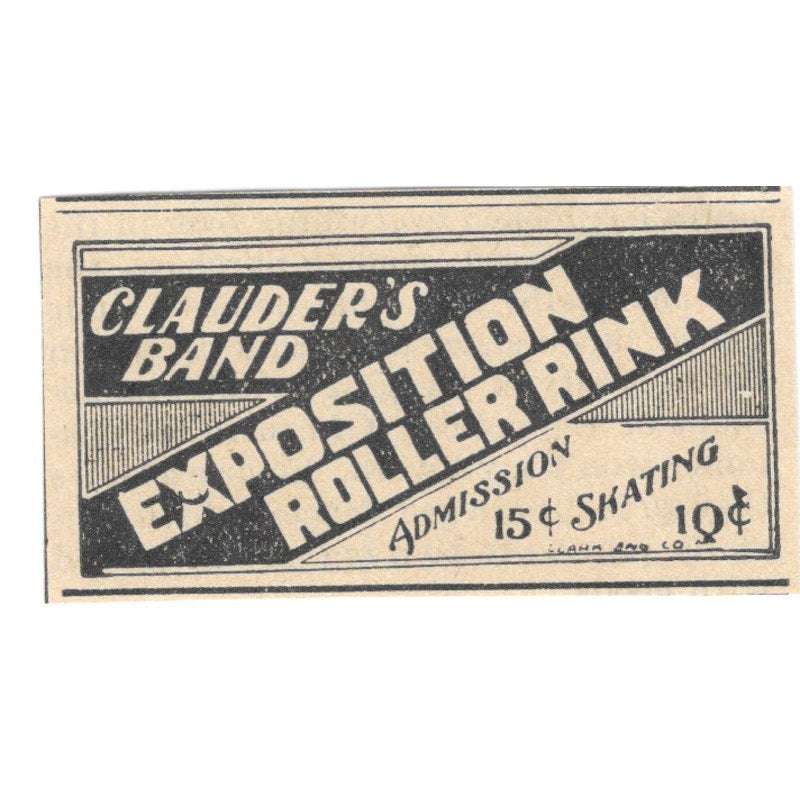 CLAUDER'S
BAND
EXPOSITION
ROLLER RINK
ADMISSION
15¢ SKATING
10¢